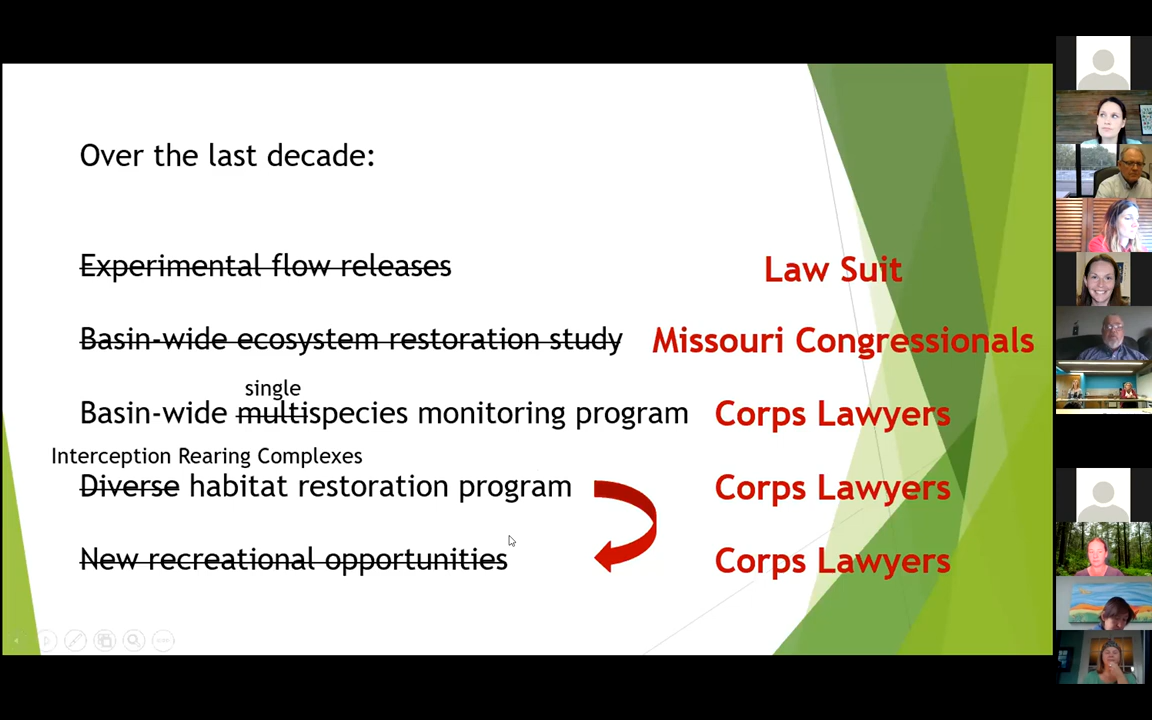 Over the last decade:
Experimental flow releases Law Suit
Basin-wide ecosystem restoration study Missouri Congressionals
single
Basin-wide multispecies monitoring program Corps Lawyers
Interception Rearing Complexes
Diverse habitat restoration program Corps Lawyers
New recreational opportunities Corps Lawyers